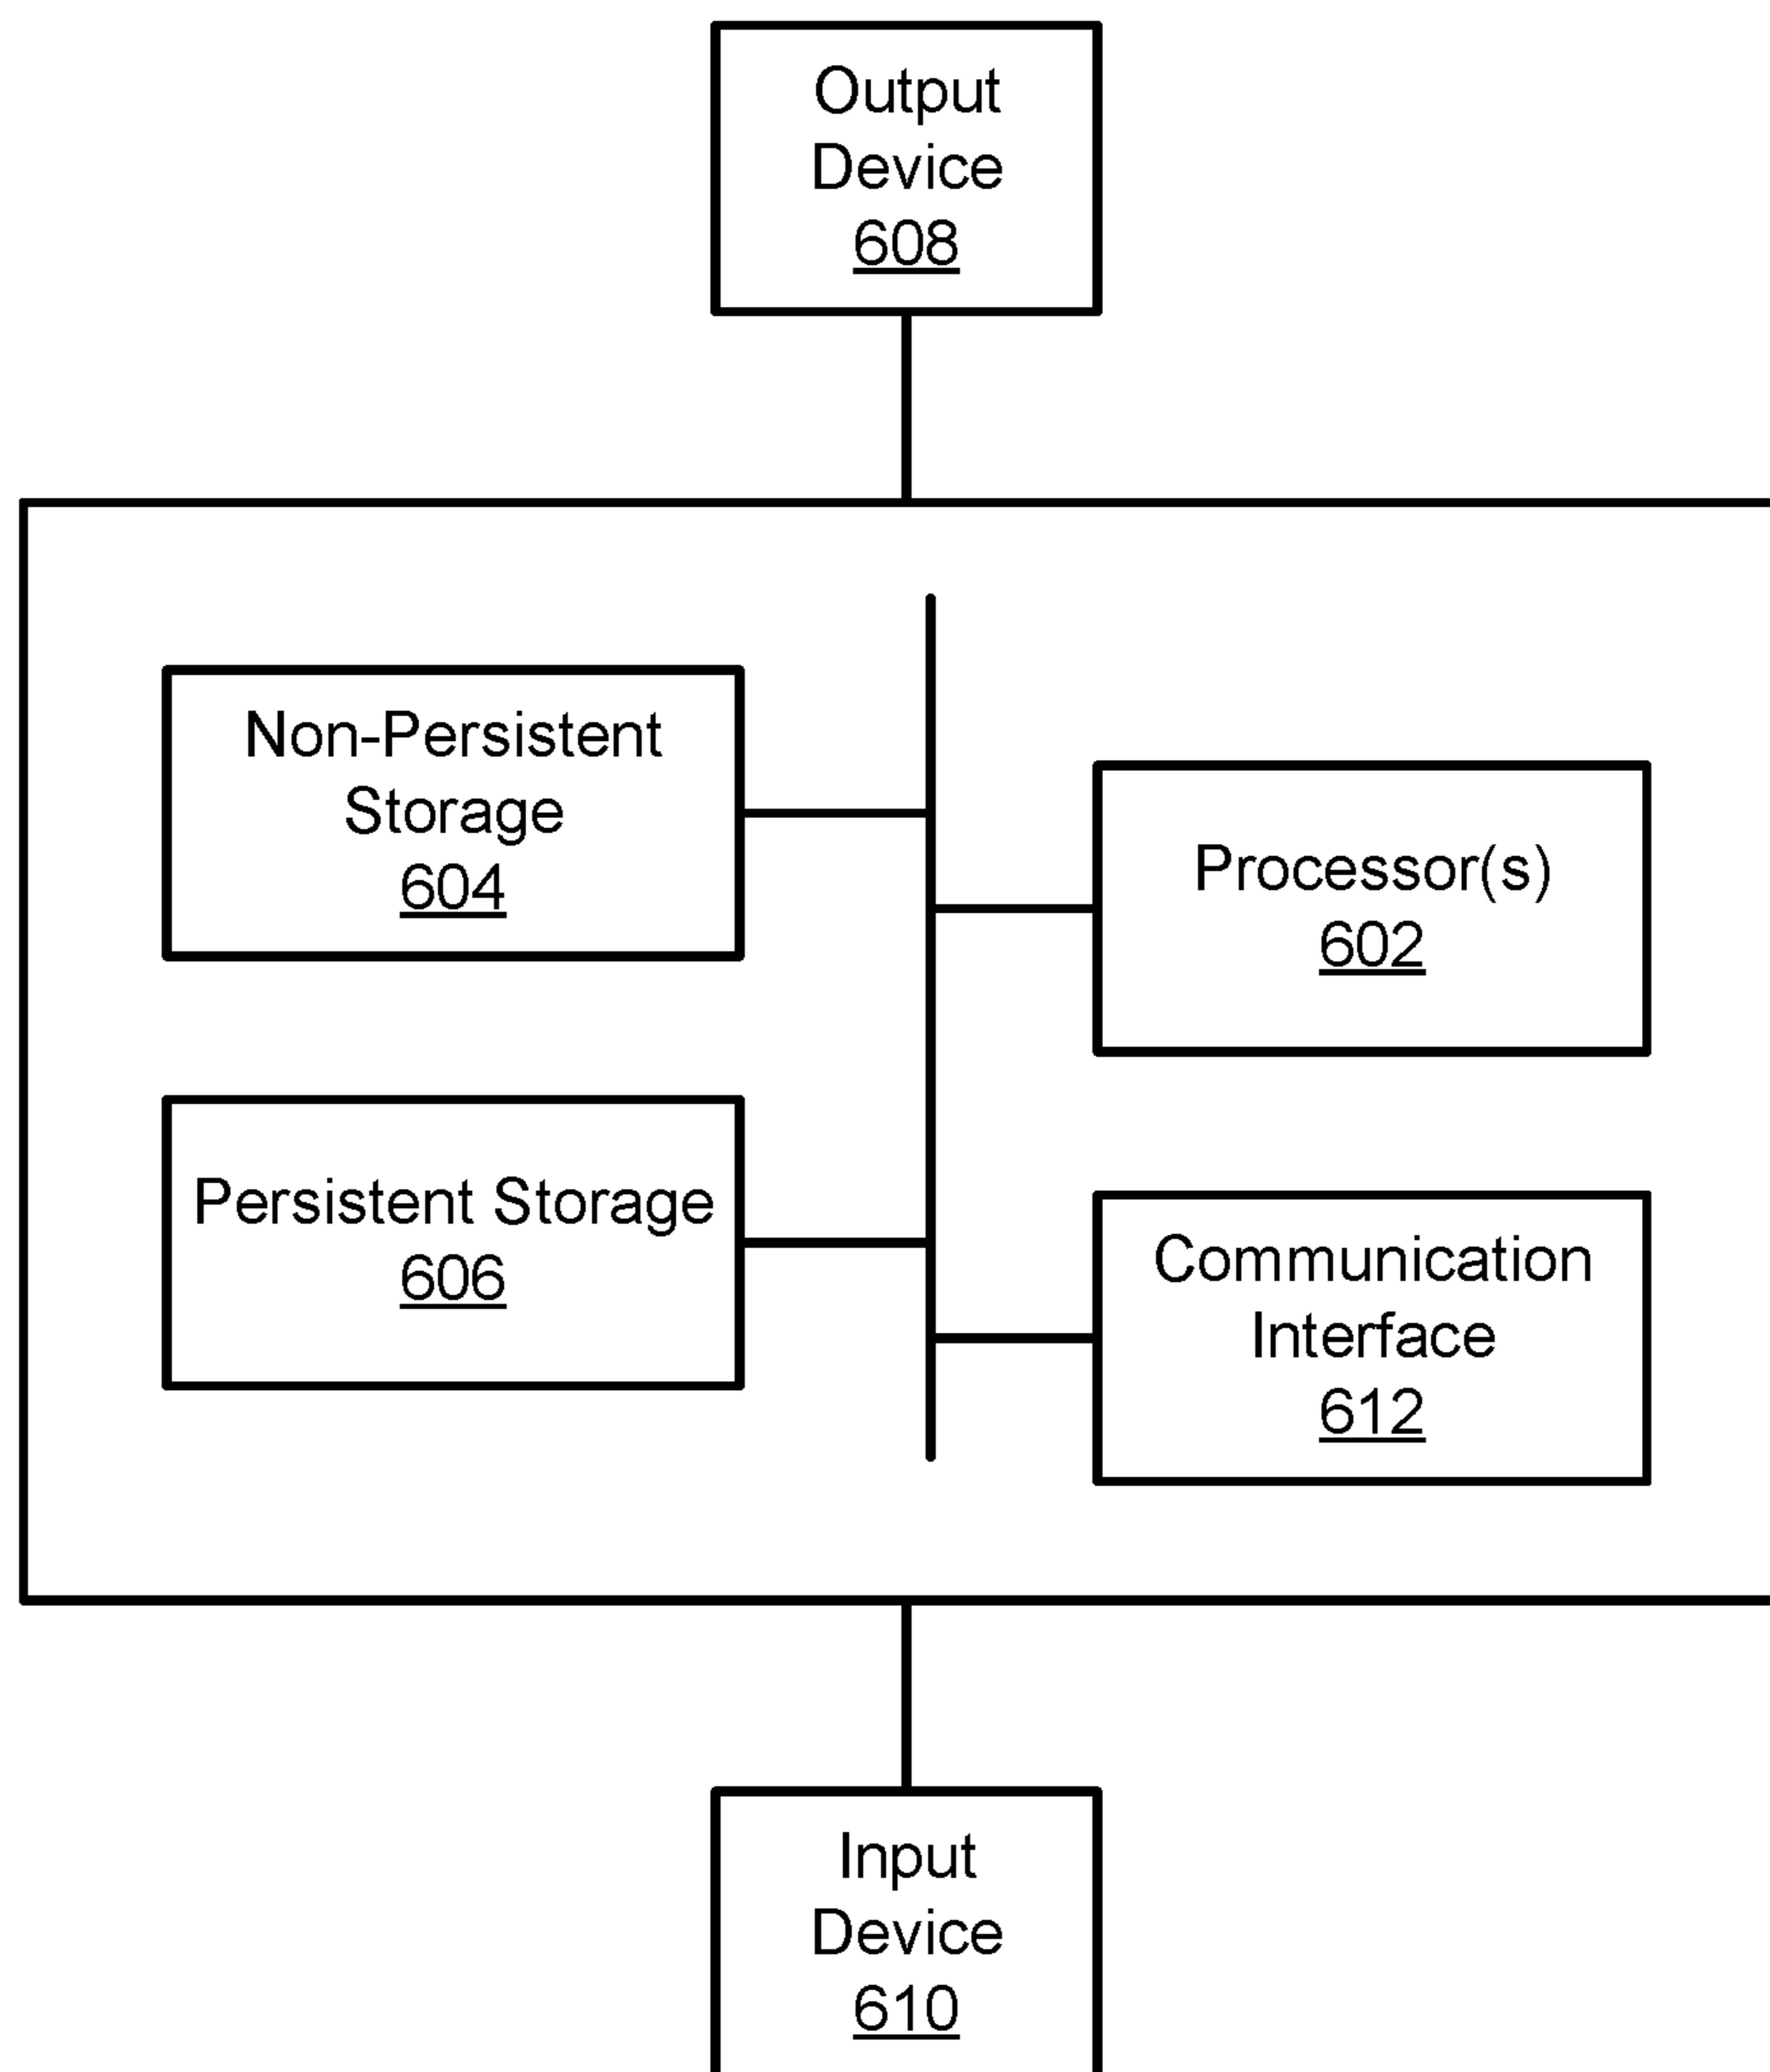 Output
Device
608
Non-Persistent
Storage
604
Processor(s)
602
Persistent Storage
606
Communication
Interface
612
Input
Device
610